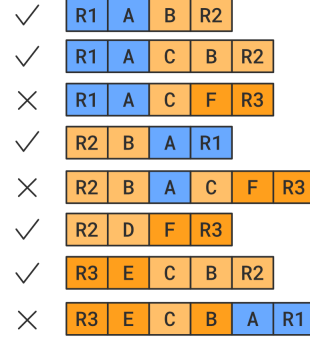 ✓ R1 A B R2
✓ R1 A C B R2
✕ R1 A C F R3
✓ R2 B A R1
✕ R2 B A C F R3
✓ R2 D F R3
✓ R3 E C B R2
✕ R3 E C B A R1